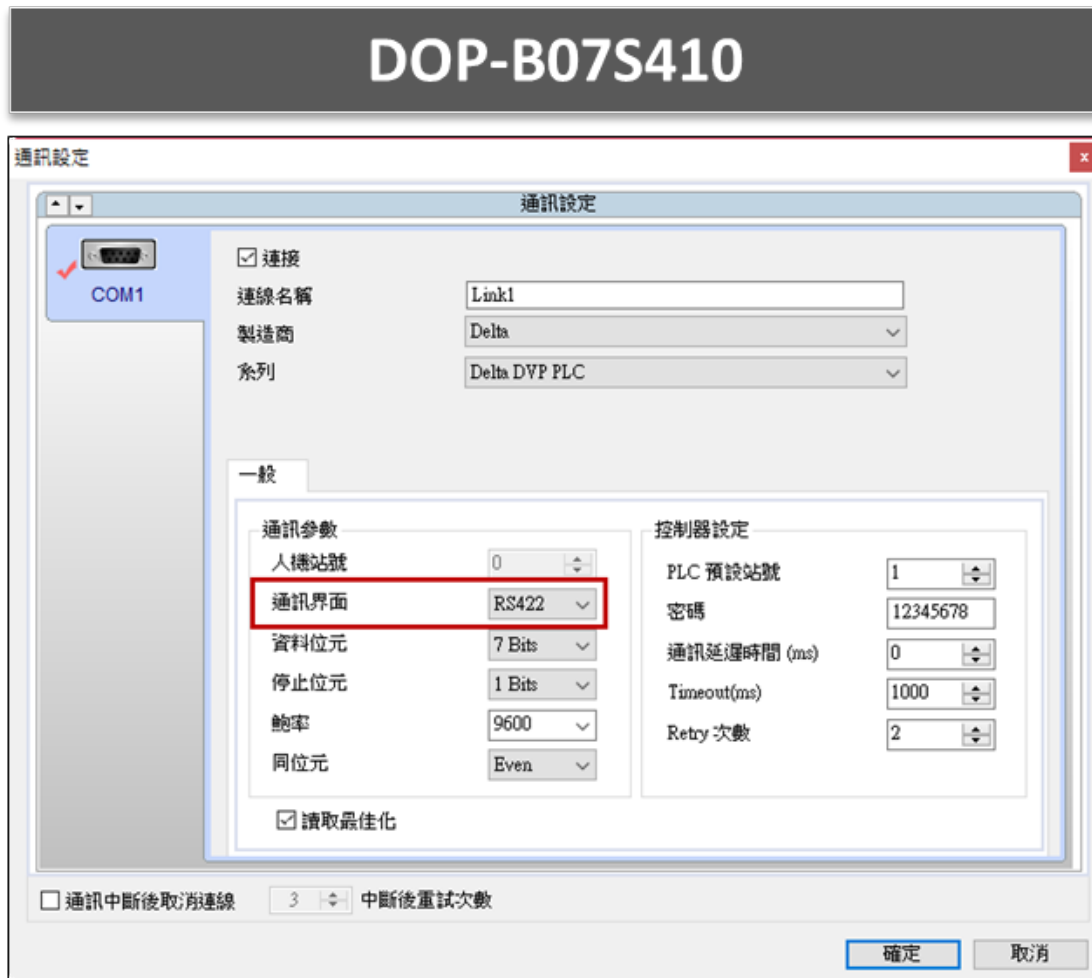 DOP-B07S410
通訊設定
通訊設定
COM1
連接
連線名稱 Link1
製造商 Delta
系列 Delta DVP PLC
一般
通訊參數
人機站號 0
通訊界面 RS422
資料位元 7 Bits
停止位元 1 Bits
鮑率 9600
同位元 Even
讀取最佳化
控制器設定
PLC 預設站號 1
密碼 12345678
通訊延遲時間 (ms) 0
Timeout(ms) 1000
Retry 次數 2
通訊中斷後取消連線 3 中斷後重試次數
確定 取消